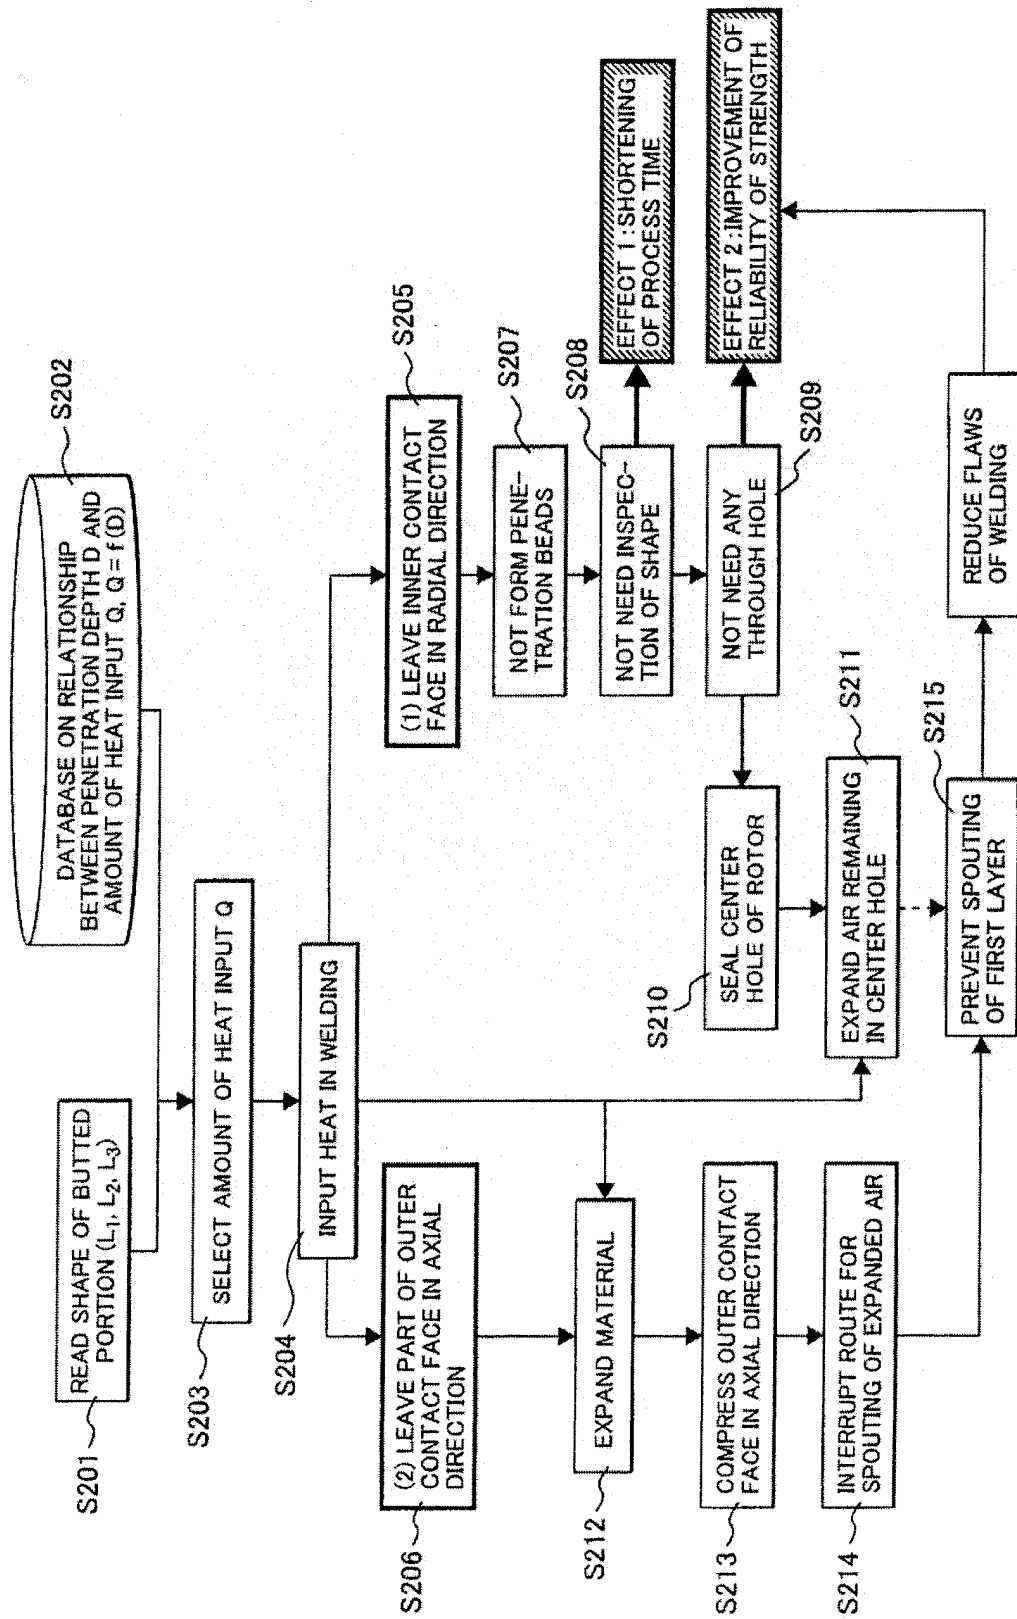 DATABASE ON RELATIONSHIP
BETWEEN PENETRATION DEPTH D AND
AMOUNT OF HEAT INPUT Q, Q = f(D)
S202
READ SHAPE OF BUTTED
PORTION (L₁, L₂, L₃)
S201
SELECT AMOUNT OF HEAT INPUT Q
S203
INPUT HEAT IN WELDING
S204
(1) LEAVE INNER CONTACT
FACE IN RADIAL DIRECTION
S205
(2) LEAVE PART OF OUTER
CONTACT FACE IN AXIAL
DIRECTION
S206
NOT FORM PENE-
TRATION BEADS
S207
NOT NEED INSPEC-
TION OF SHAPE
S208
EFFECT 1:SHORTENING
OF PROCESS TIME
NOT NEED ANY
THROUGH HOLE
S209
EFFECT 2:IMPROVEMENT OF
RELIABILITY OF STRENGTH
SEAL CENTER
HOLE OF ROTOR
S210
EXPAND AIR REMAINING
IN CENTER HOLE
S211
EXPAND MATERIAL
S212
COMPRESS OUTER CONTACT
FACE IN AXIAL DIRECTION
S213
INTERRUPT ROUTE FOR
SPOUTING OF EXPANDED AIR
S214
PREVENT SPOUTING
OF FIRST LAYER
S215
REDUCE FLAWS
OF WELDING